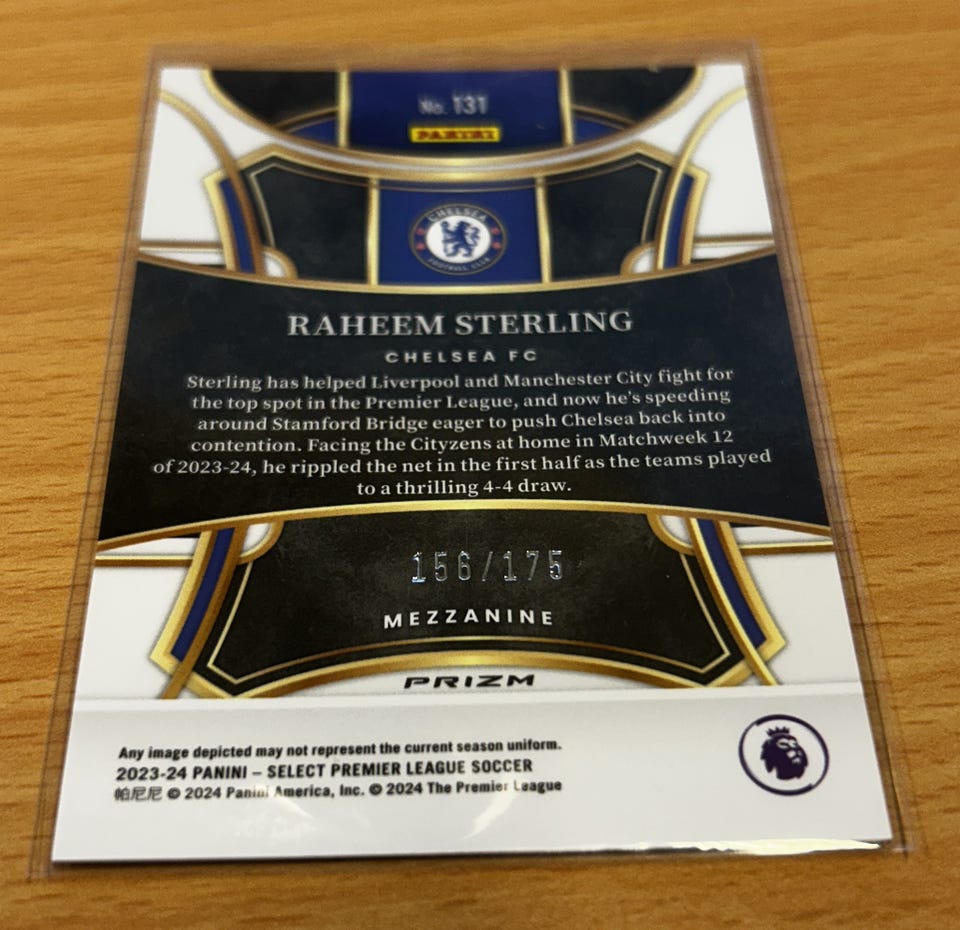 No. 131
PANINI
CHELSEA
FOOTBALL CLUB
RAHEEM STERLING
CHELSEA FC
Sterling has helped Liverpool and Manchester City fight for
the top spot in the Premier League, and now he's speeding
around Stamford Bridge eager to push Chelsea back into
contention. Facing the Cityzens at home in Matchweek 12
of 2023-24, he rippled the net in the first half as the teams played
to a thrilling 4-4 draw.
156/175
MEZZANINE
PRIZM
Any image depicted may not represent the current season uniform.
2023-24 PANINI – SELECT PREMIER LEAGUE SOCCER
帕尼尼 © 2024 Panini America, Inc. © 2024 The Premier League